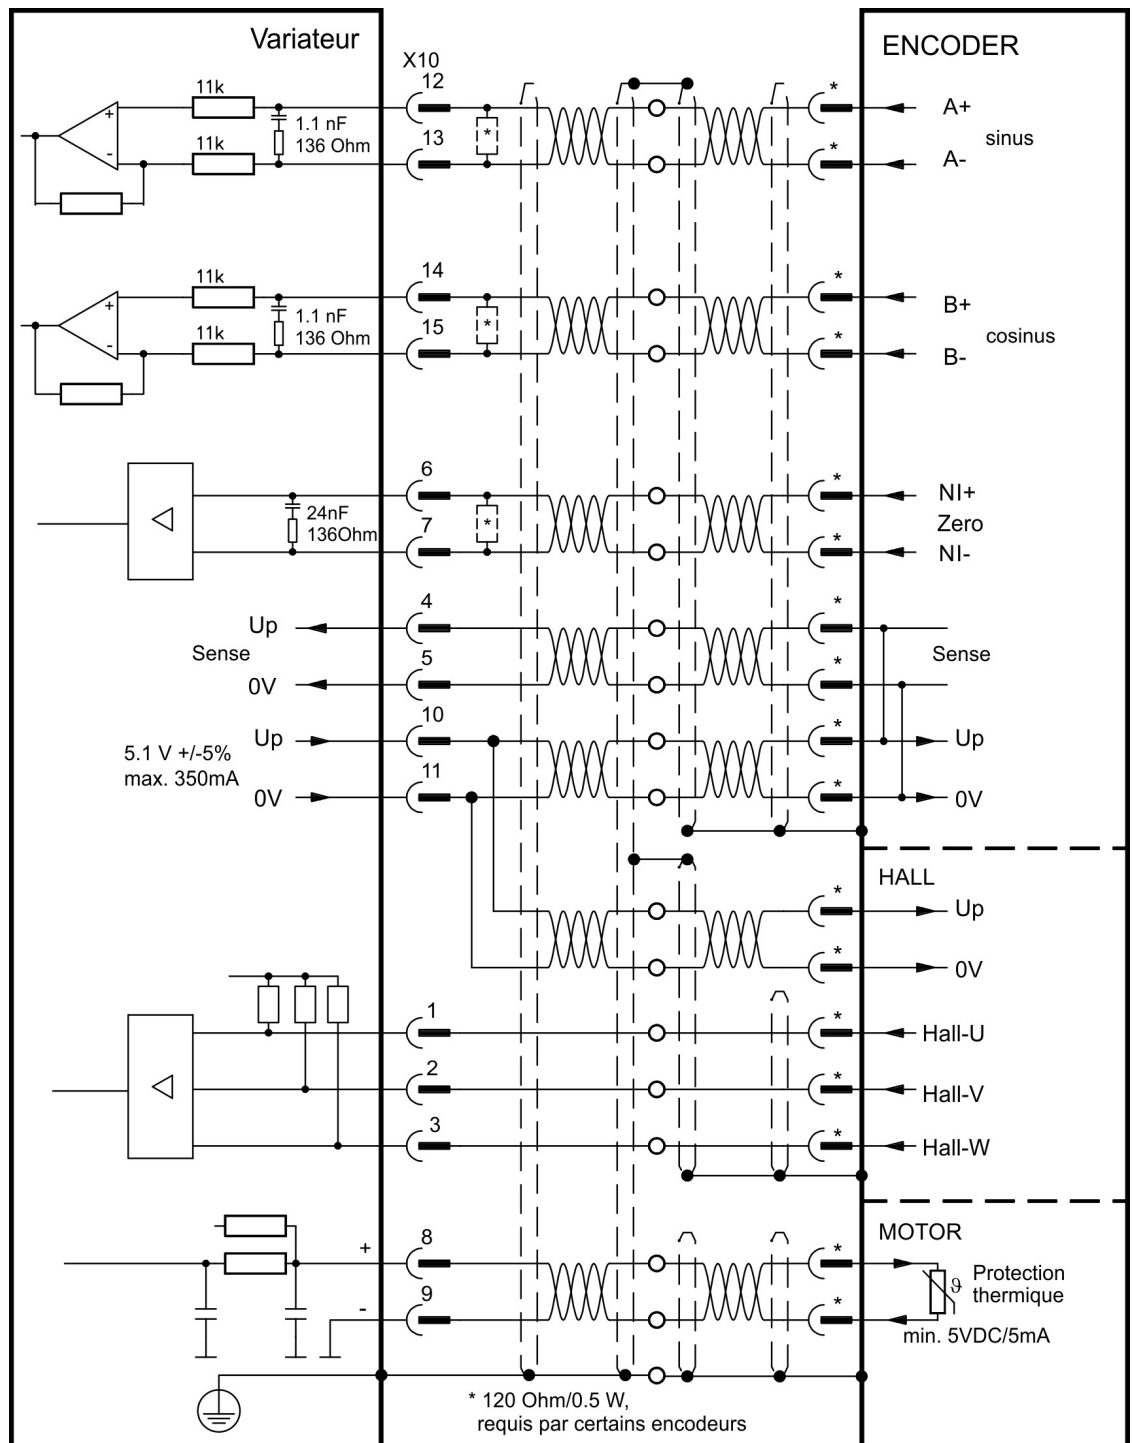 Variateur
ENCODER
X10
11k
12
*
A+
+
1.1 nF
136 Ohm
*
sinus
11k
13
*
A-
-
11k
14
*
B+
+
1.1 nF
136 Ohm
*
cosinus
11k
15
*
B-
-
6
*
NI+
24nF
136Ohm
*
Zero
7
*
NI-
Up
4
*
Sense
Sense
0V
5
*
Up
10
*
Up
5.1 V +/-5%
max. 350mA
0V
11
*
0V
HALL
*
Up
*
0V
1
*
Hall-U
2
*
Hall-V
3
*
Hall-W
MOTOR
+
8
*
Protection
thermique
ϑ
-
9
*
min. 5VDC/5mA
* 120 Ohm/0.5 W,
requis par certains encodeurs